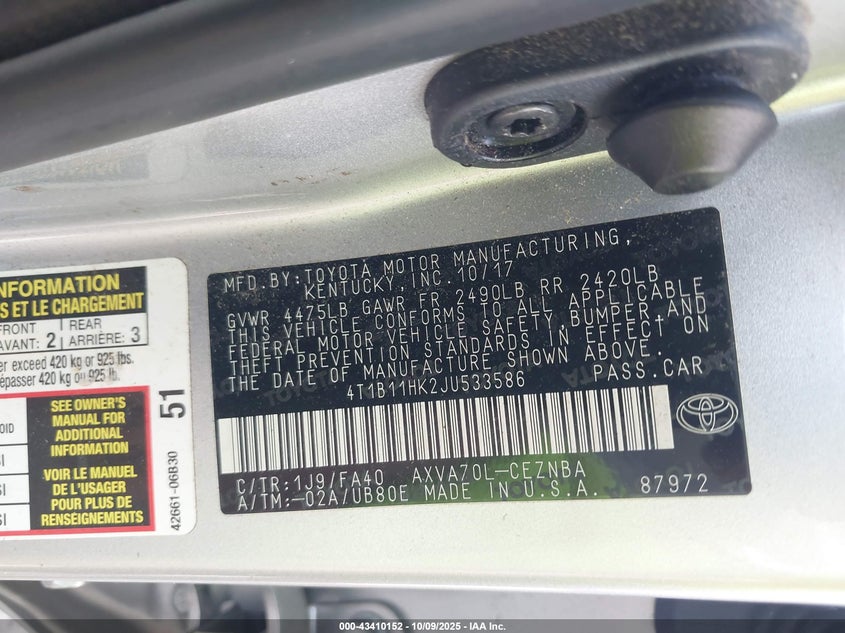 NFORMATION
S ET LE CHARGEMENT
FRONT
AVANT: 2
REAR
ARRIÈRE: 3
er exceed 420 kg or 925 lbs.
épasser 420 kg ou 925 lb.
SEE OWNER'S
MANUAL FOR
ADDITIONAL
INFORMATION
VOIR LE MANUEL
DE L'USAGER
POUR PLUS DE
RENSEIGNEMENTS
OID
SI
SI
SI
51
42661-06B30
MFD. BY: TOYOTA MOTOR MANUFACTURING,
KENTUCKY, INC. 10/17
GVWR 4475LB GAWR FR 2490LB RR 2420LB
THIS VEHICLE CONFORMS TO ALL APPLICABLE
FEDERAL MOTOR VEHICLE SAFETY, BUMPER, AND
THEFT PREVENTION STANDARDS IN EFFECT ON
THE DATE OF MANUFACTURE SHOWN ABOVE.
4T1B11HK2JU533586 PASS. CAR
C/TR: 1J9/FA40 AXVA70L-CEZNBA
A/TM: -02A/UB80E MADE IN U.S.A. 87972
000-43410152 - 10/09/2025 - IAA Inc.